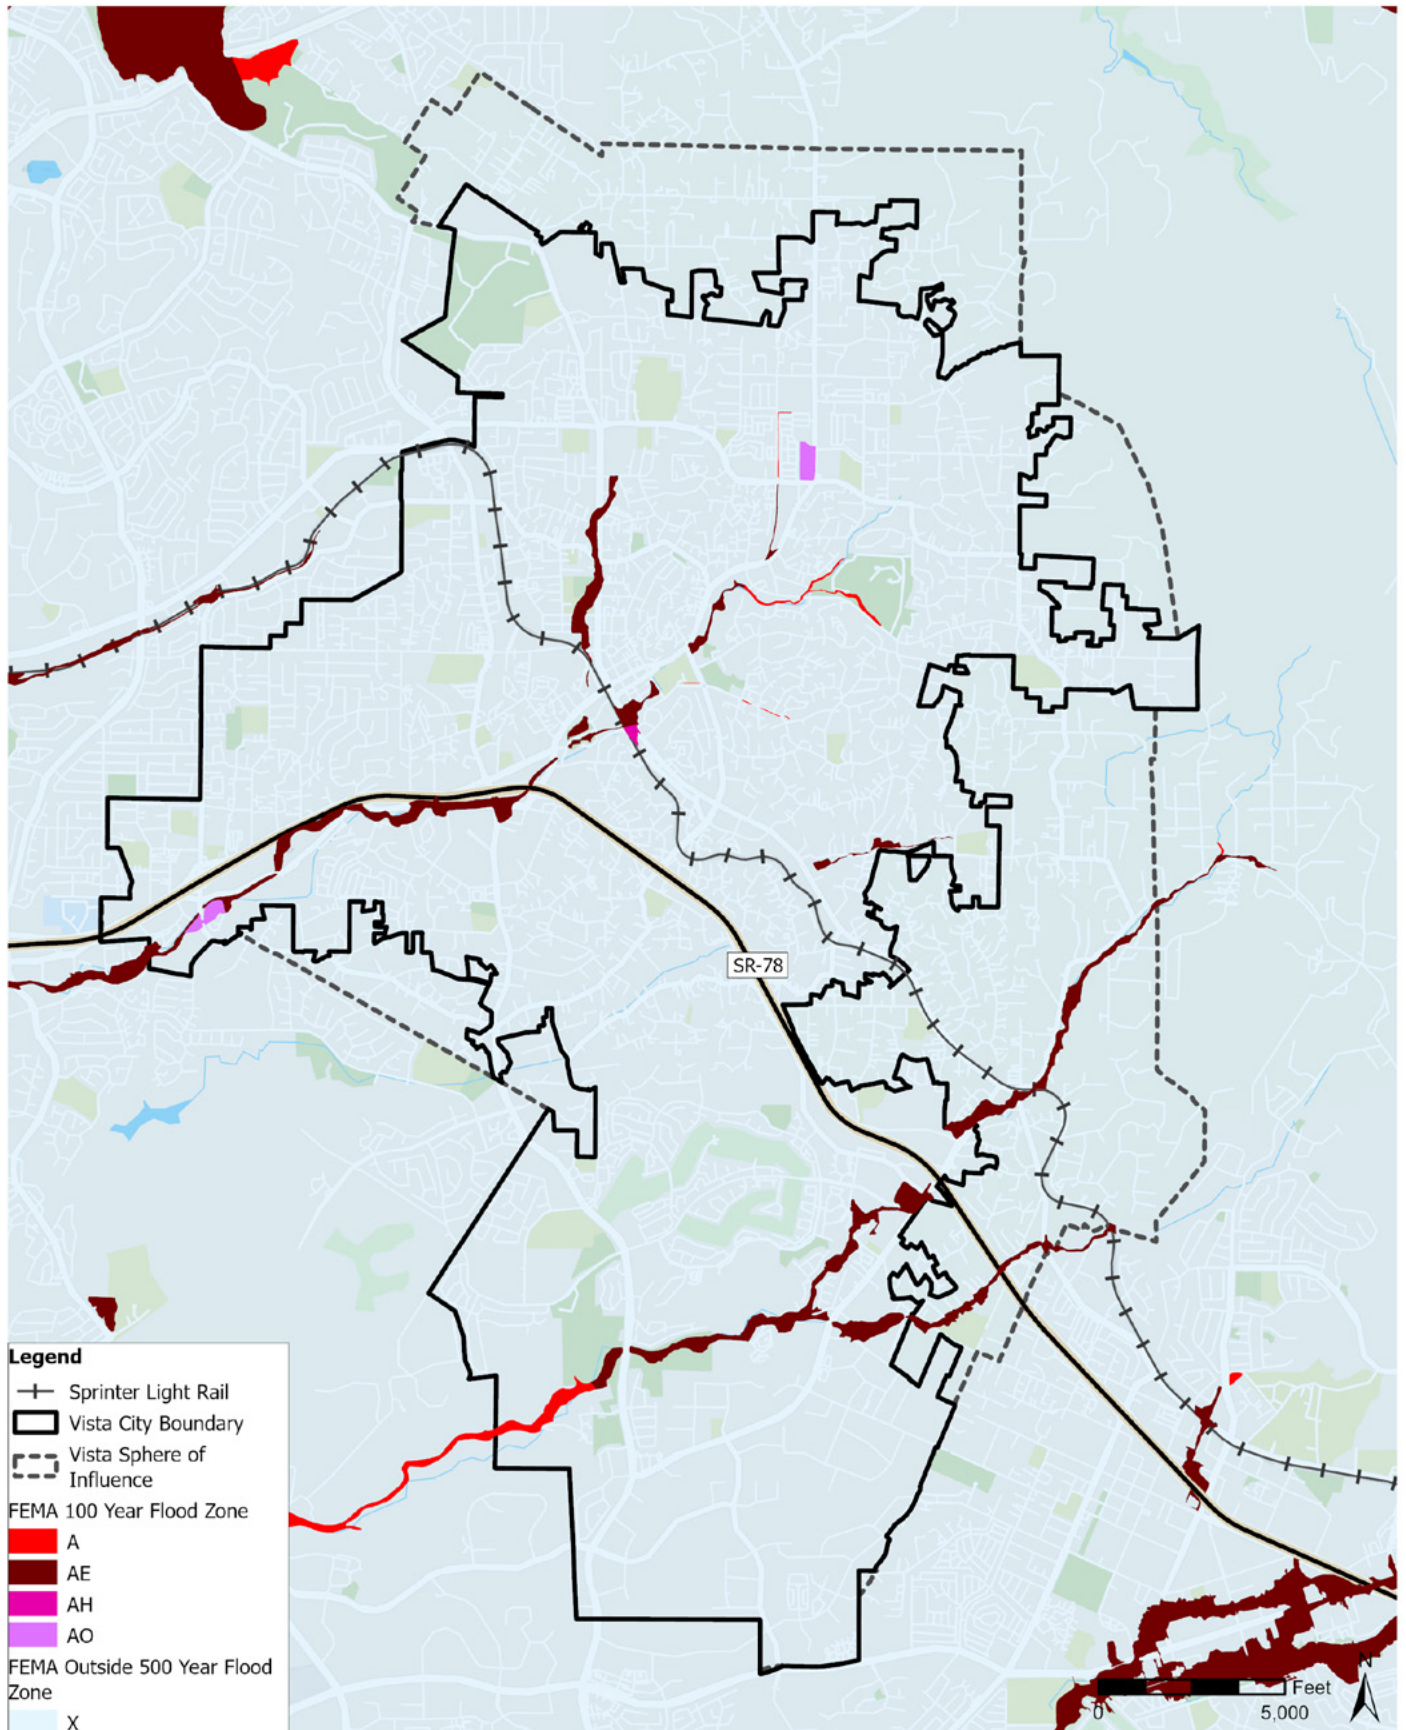 SR-78
Legend
Sprinter Light Rail
Vista City Boundary
Vista Sphere of
Influence
FEMA 100 Year Flood Zone
A
AE
AH
AO
FEMA Outside 500 Year Flood
Zone
X
N
Feet
0
5,000